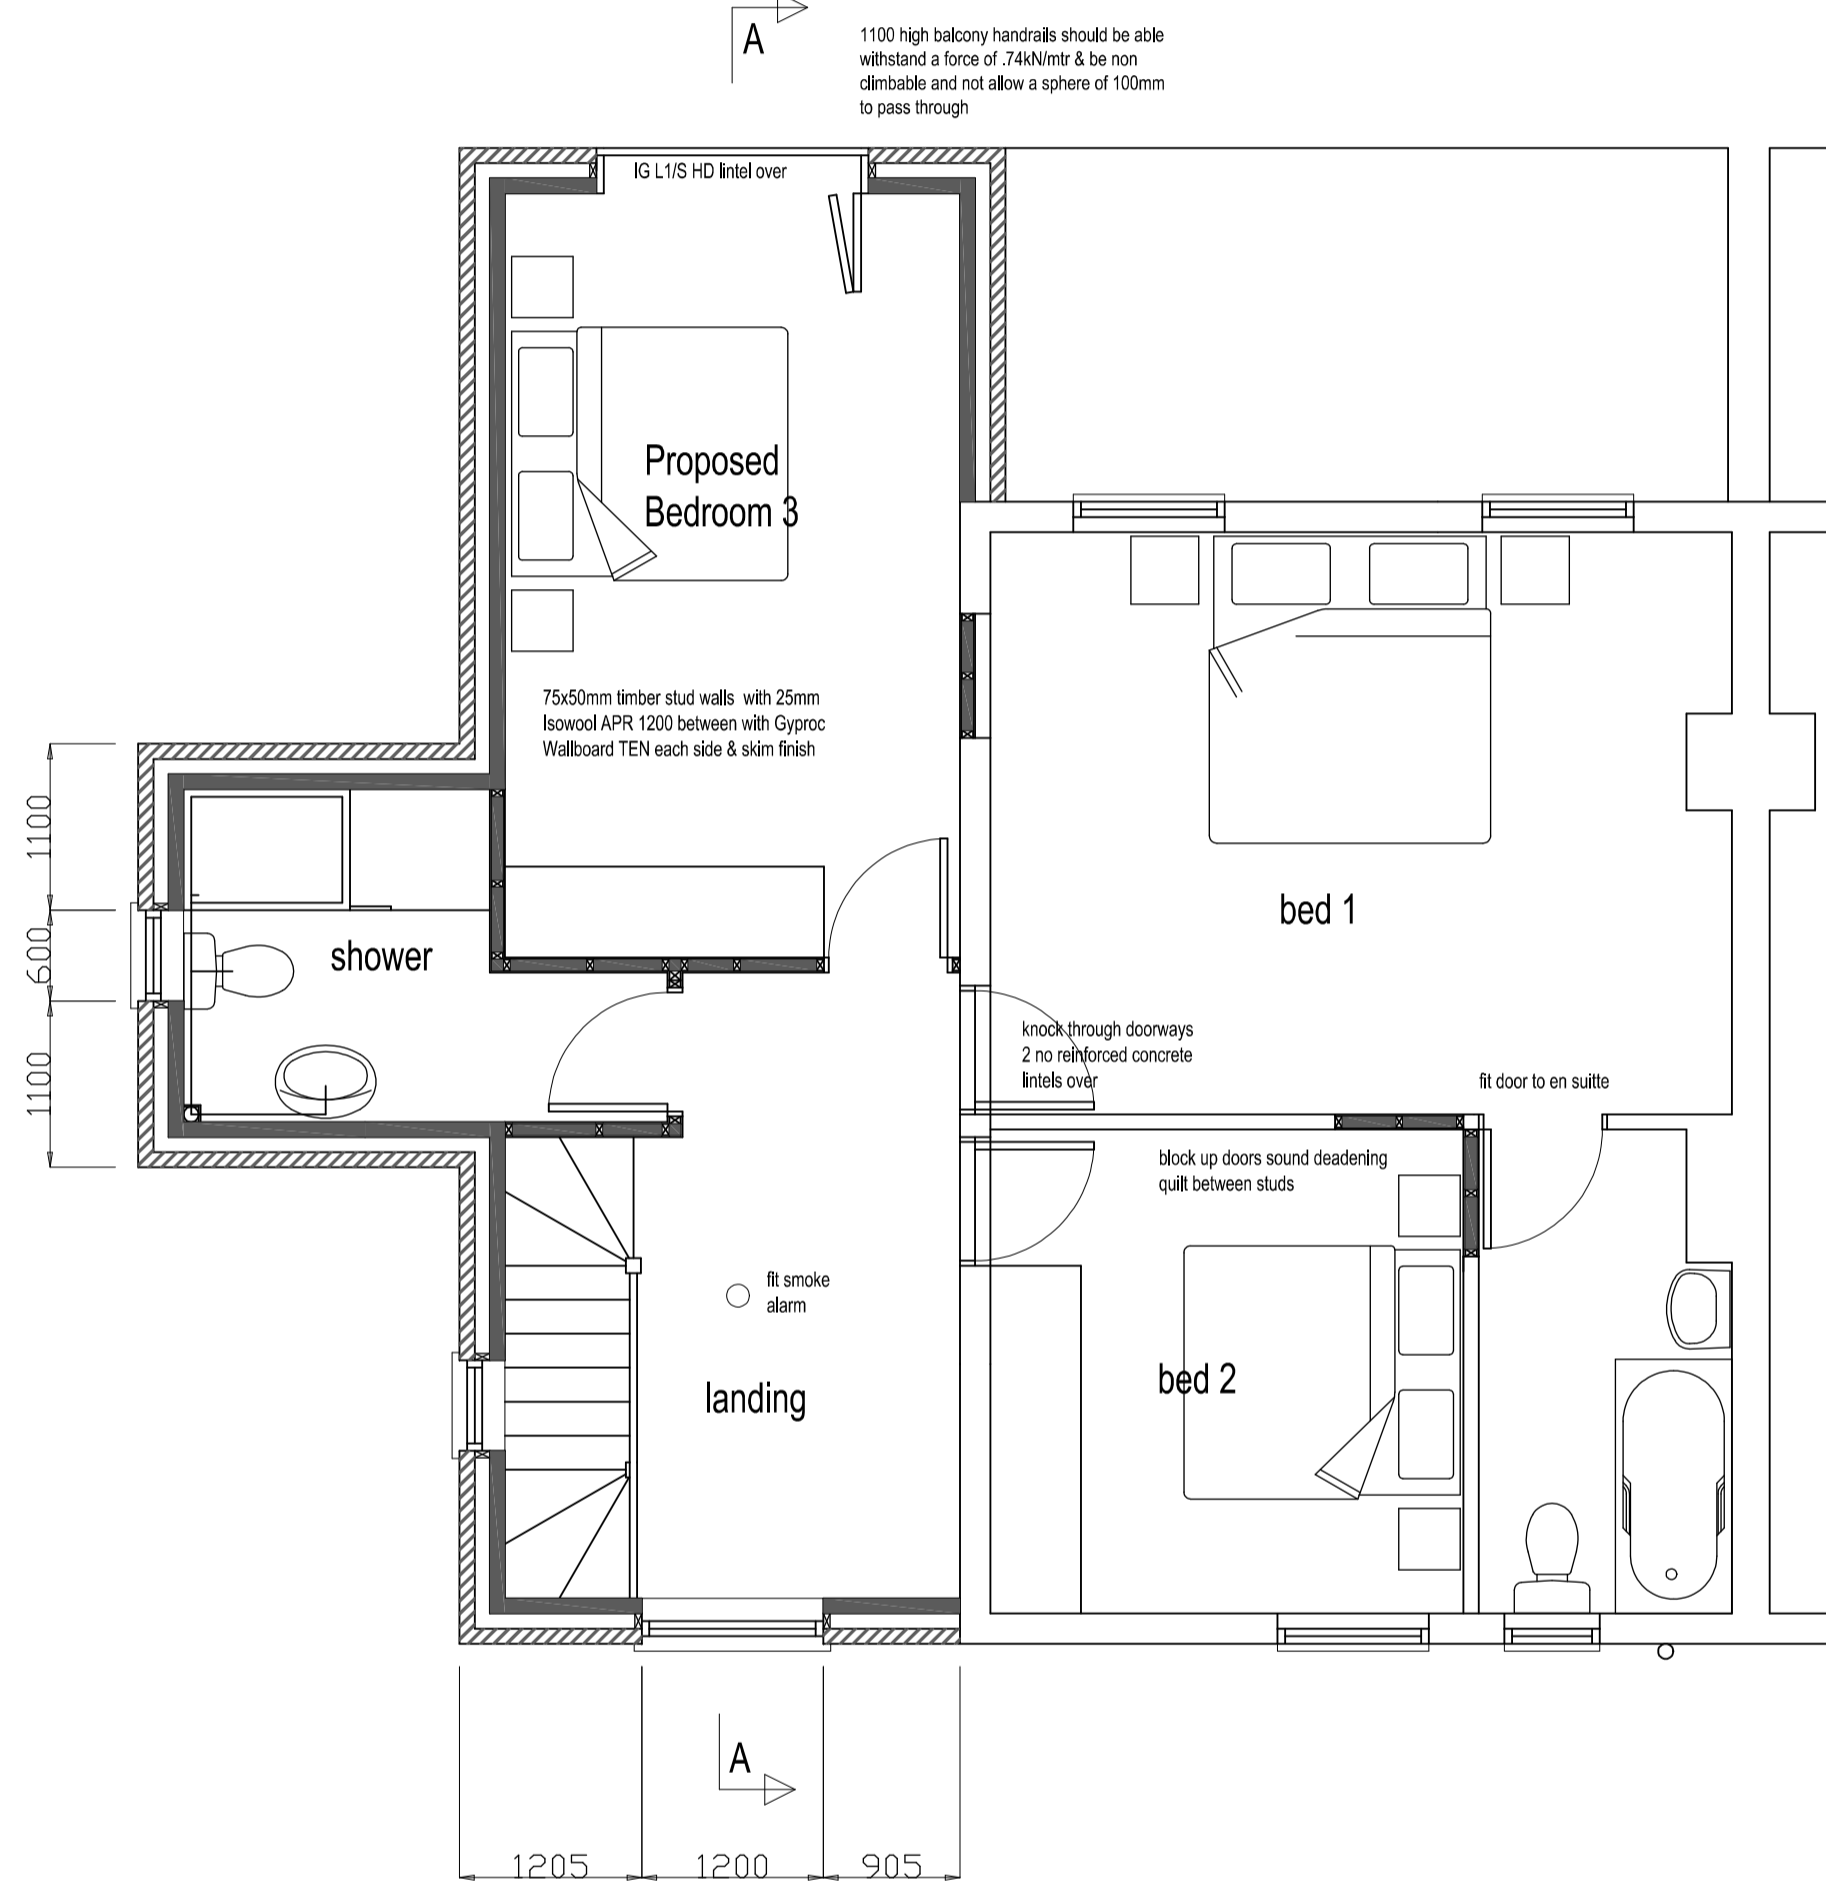 A
1100 high balcony handrails should be able
withstand a force of .74kN/mtr & be non
climbable and not allow a sphere of 100mm
to pass through
IG L1/S HD lintel over
Proposed
Bedroom 3
75x50mm timber stud walls with 25mm
Isowool APR 1200 between with Gyproc
Wallboard TEN each side & skim finish
1100
600
1100
shower
bed 1
knock through doorways
2 no reinforced concrete
lintels over
fit door to en suitte
block up doors sound deadening
quilt between studs
fit smoke
alarm
landing
bed 2
A
1205
1200
905